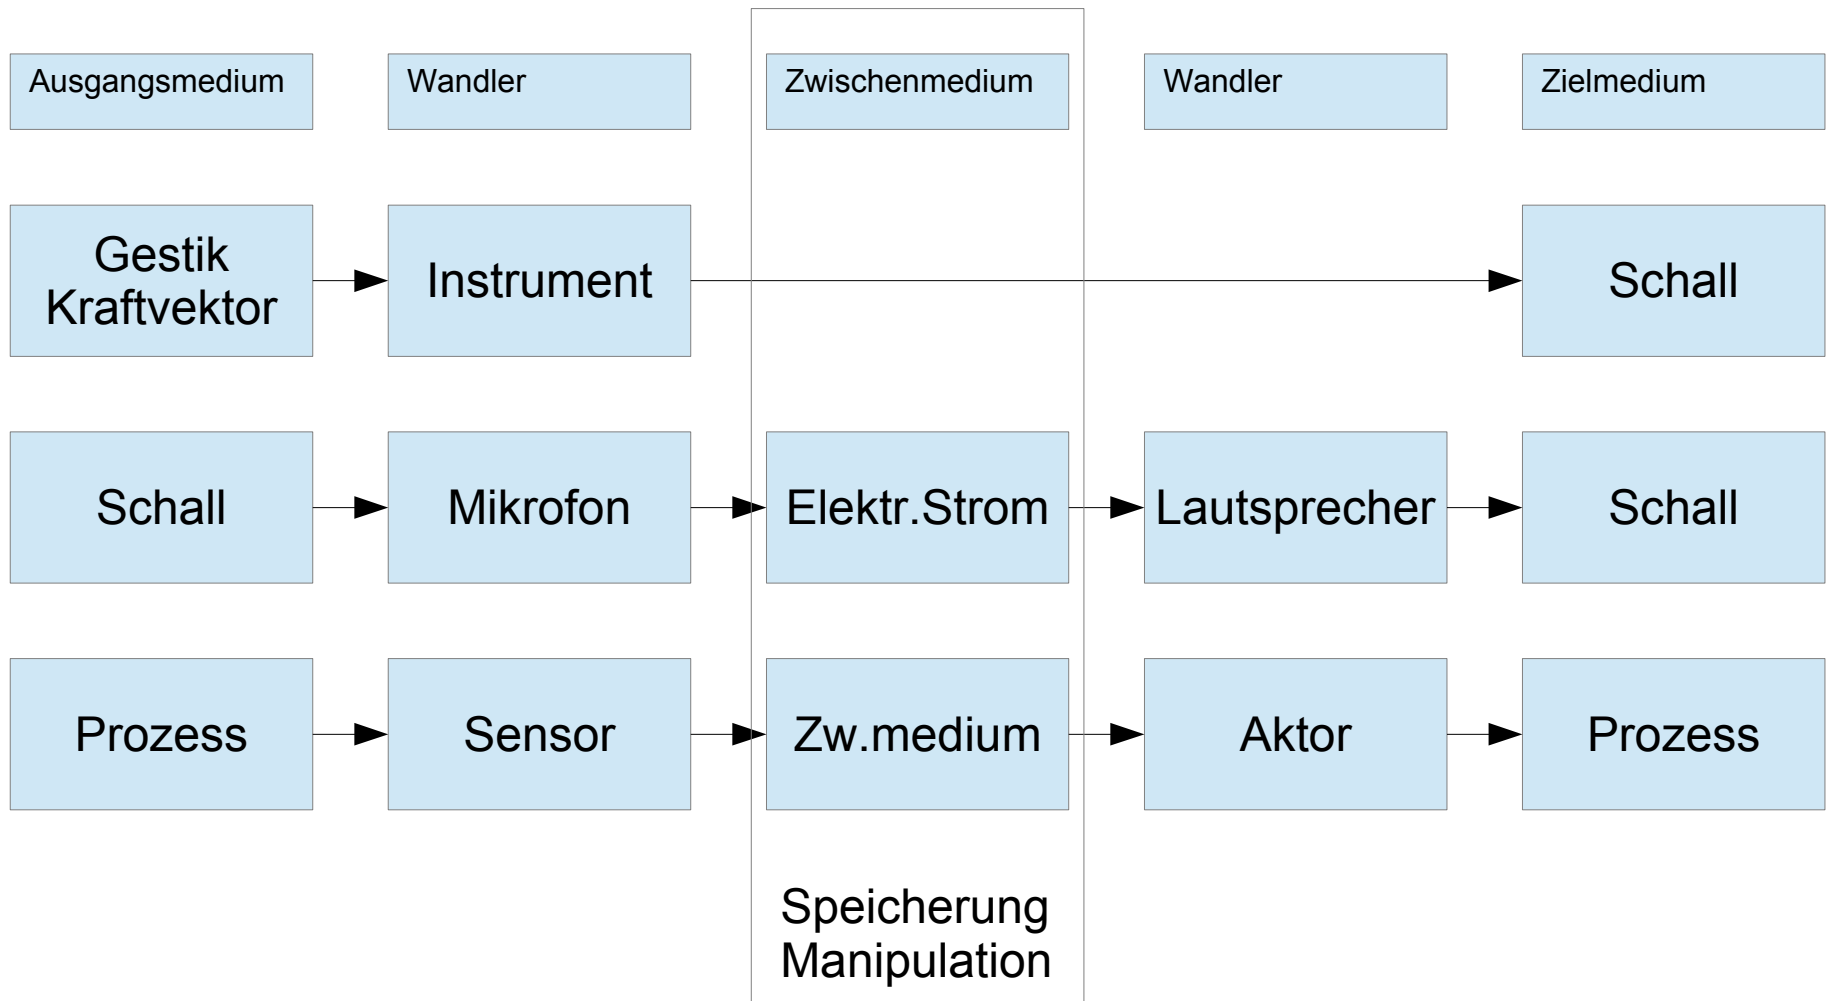 Ausgangsmedium
Wandler
Zwischenmedium
Wandler
Zielmedium
Gestik
Kraftvektor
Instrument
Schall
Schall
Mikrofon
Elektr.Strom
Lautsprecher
Schall
Prozess
Sensor
Zw.medium
Aktor
Prozess
Speicherung
Manipulation